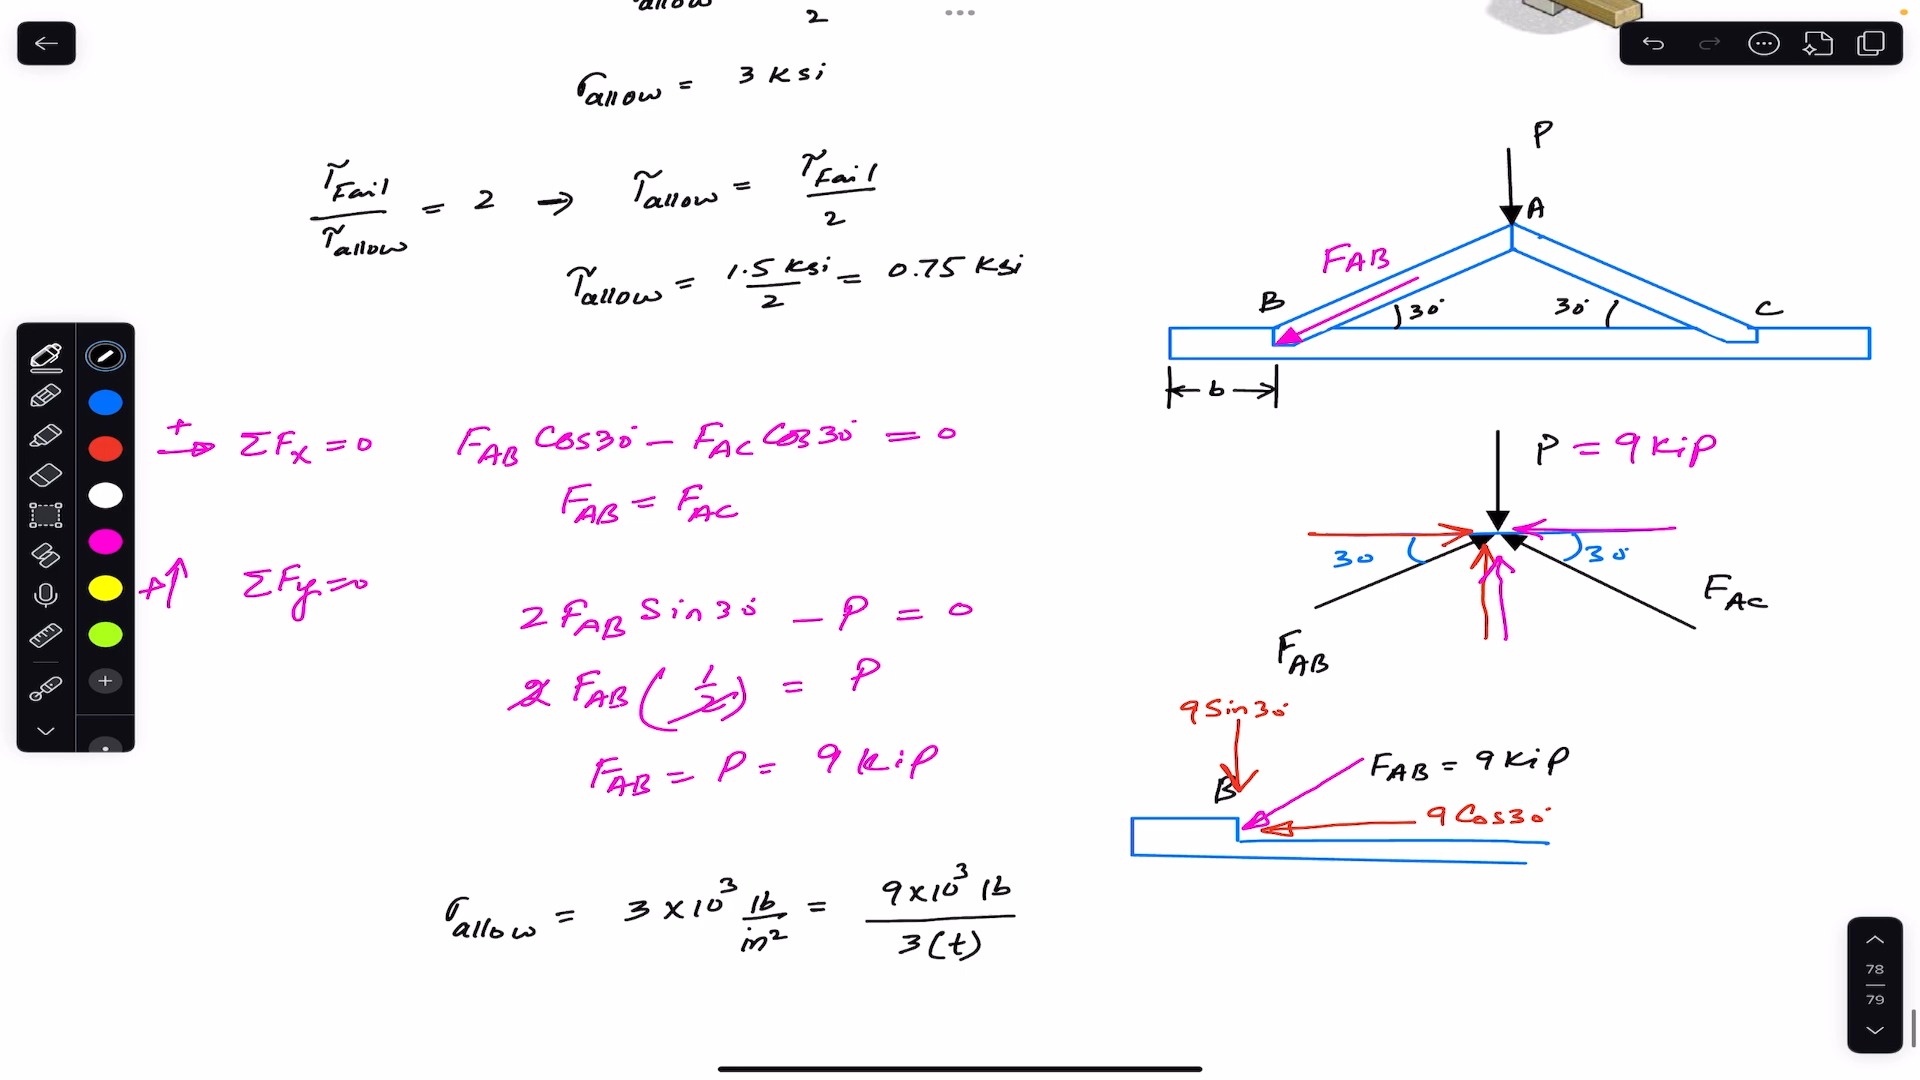 allow
2
σallow = 3 ksi
τFail / τallow = 2 → τallow = τFail / 2
τallow = 1.5 ksi / 2 = 0.75 ksi
P
A
FAB
B
30°
30°
C
b
+→ ΣFx = 0 FAB Cos30° − FAC Cos30° = 0
FAB = FAC
+↑ ΣFy = 0
2 FAB Sin30° − P = 0
2 FAB (1/2) = P
FAB = P = 9 kip
P = 9 kip
30
30°
FAC
FAB
9 Sin30°
B
FAB = 9 kip
9 Cos30°
σallow = 3 × 10³ lb/in² = 9×10³ lb / 3(t)
78
79